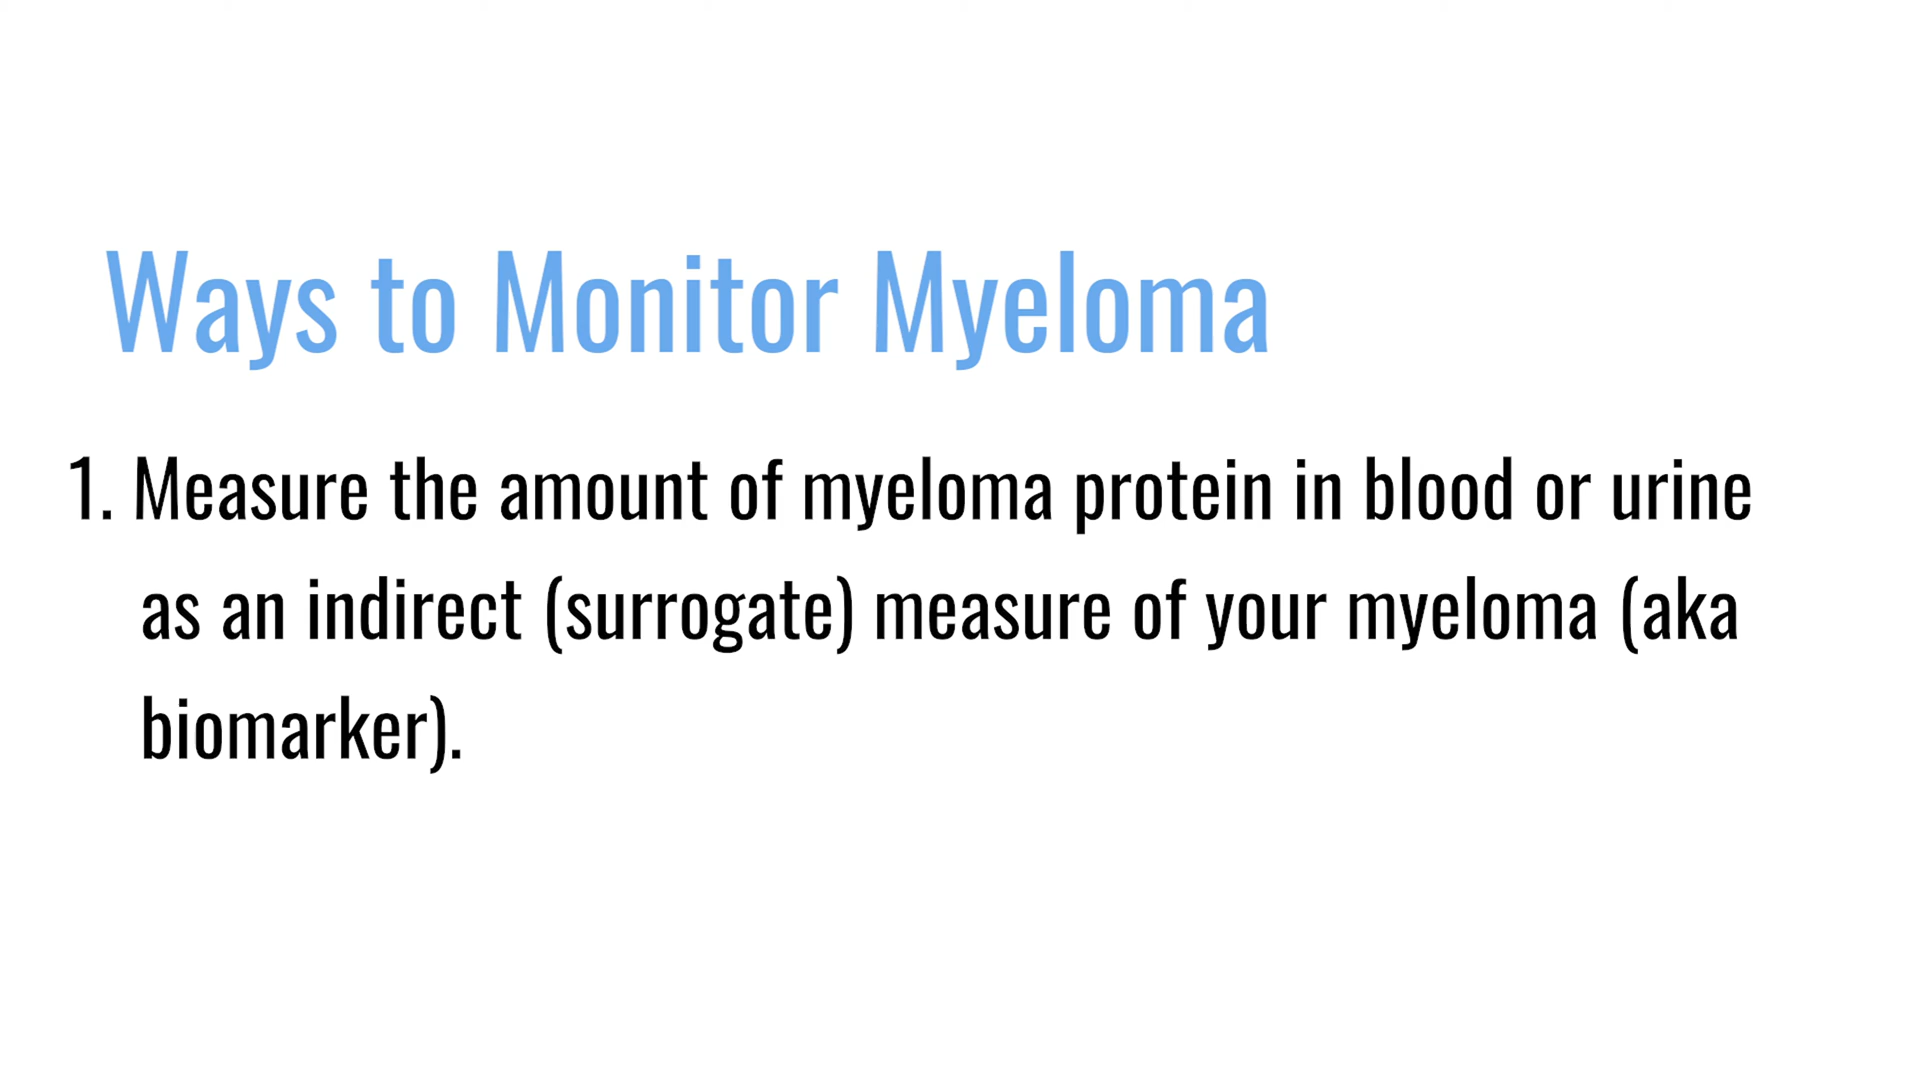 Ways to Monitor Myeloma
1. Measure the amount of myeloma protein in blood or urine
as an indirect (surrogate) measure of your myeloma (aka
biomarker).